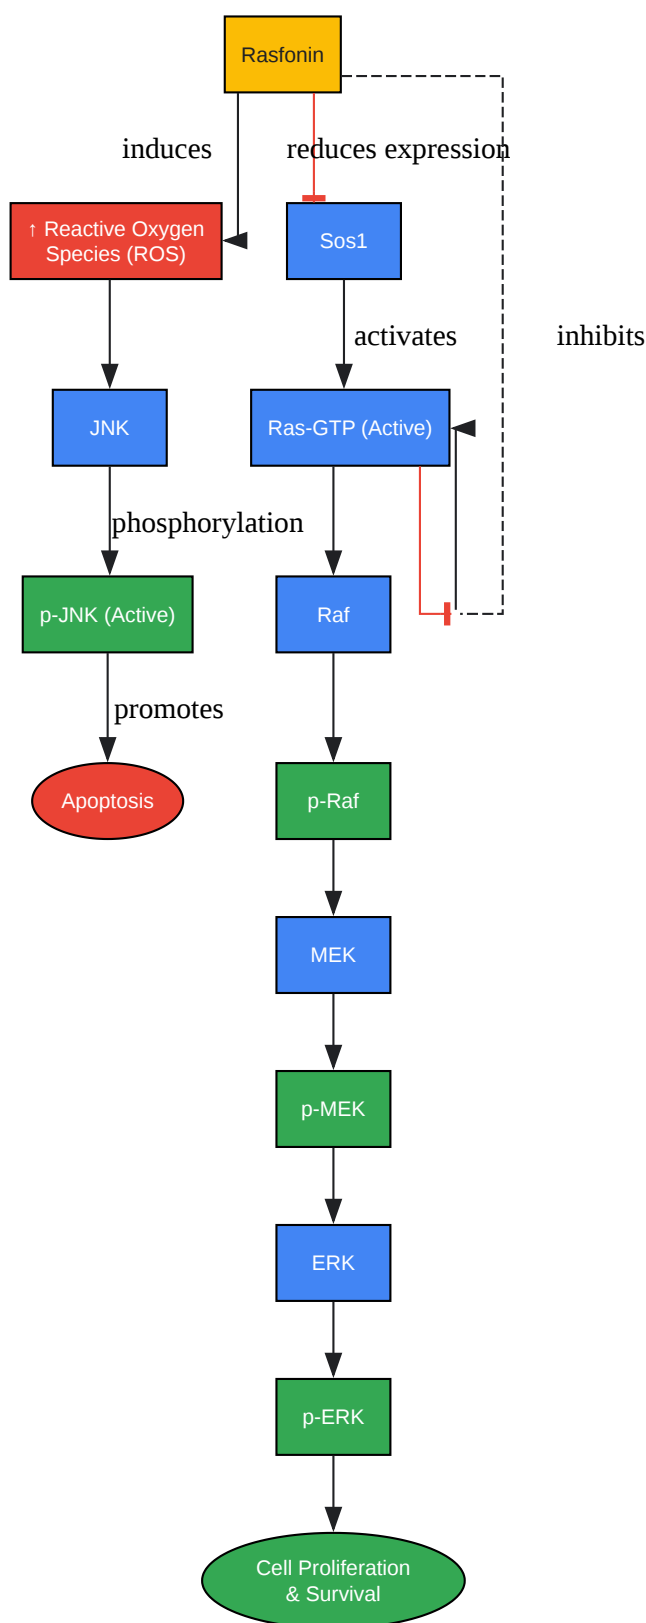 Rasfonin
induces
reduces expression
↑ Reactive Oxygen
Species (ROS)
Sos1
activates
inhibits
JNK
Ras-GTP (Active)
phosphorylation
p-JNK (Active)
Raf
promotes
Apoptosis
p-Raf
MEK
p-MEK
ERK
p-ERK
Cell Proliferation
& Survival